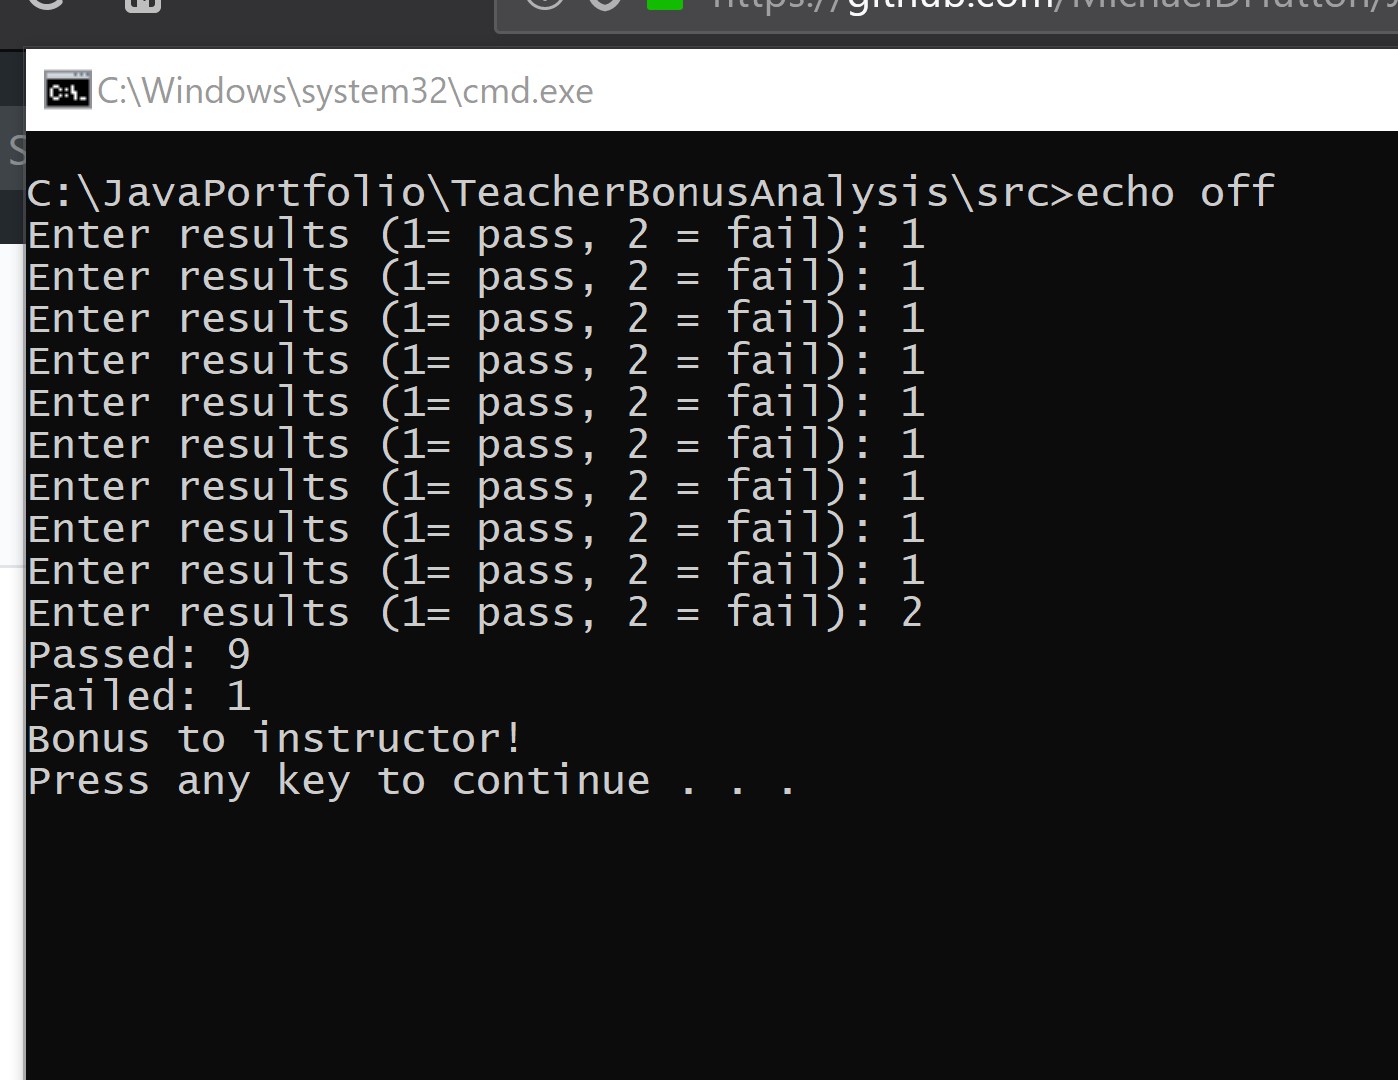 https://github.com/MichaelDHutton/J
C:\Windows\system32\cmd.exe
S
C:\JavaPortfolio\TeacherBonusAnalysis\src>echo off
Enter results (1= pass, 2 = fail): 1
Enter results (1= pass, 2 = fail): 1
Enter results (1= pass, 2 = fail): 1
Enter results (1= pass, 2 = fail): 1
Enter results (1= pass, 2 = fail): 1
Enter results (1= pass, 2 = fail): 1
Enter results (1= pass, 2 = fail): 1
Enter results (1= pass, 2 = fail): 1
Enter results (1= pass, 2 = fail): 1
Enter results (1= pass, 2 = fail): 2
Passed: 9
Failed: 1
Bonus to instructor!
Press any key to continue . . .